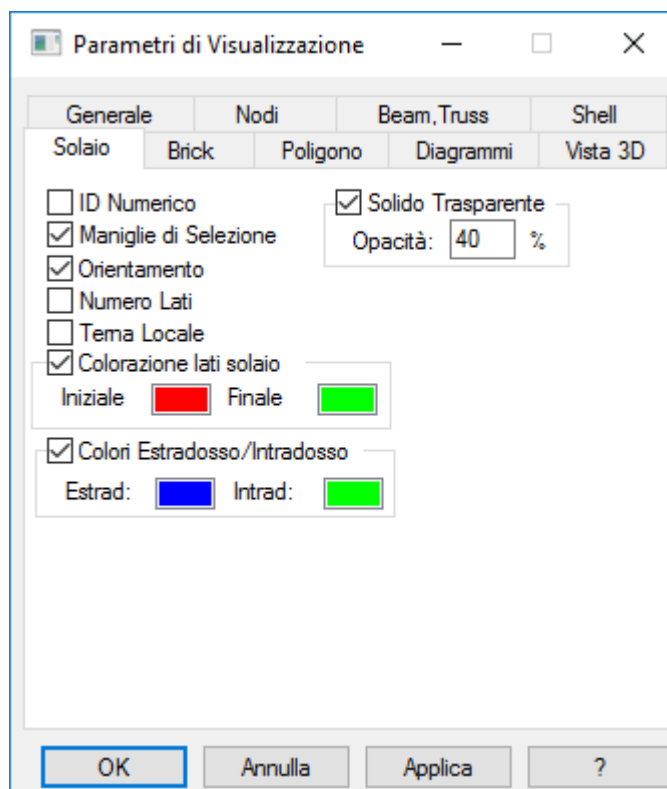 Parametri di Visualizzazione
Generale Nodi Beam,Truss Shell
Solaio Brick Poligono Diagrammi Vista 3D
ID Numerico
Solido Trasparente
Maniglie di Selezione
Opacità: 40 %
Orientamento
Numero Lati
Terna Locale
Colorazione lati solaio
Iniziale Finale
Colori Estradosso/Intradosso
Estrad: Intrad:
OK Annulla Applica ?